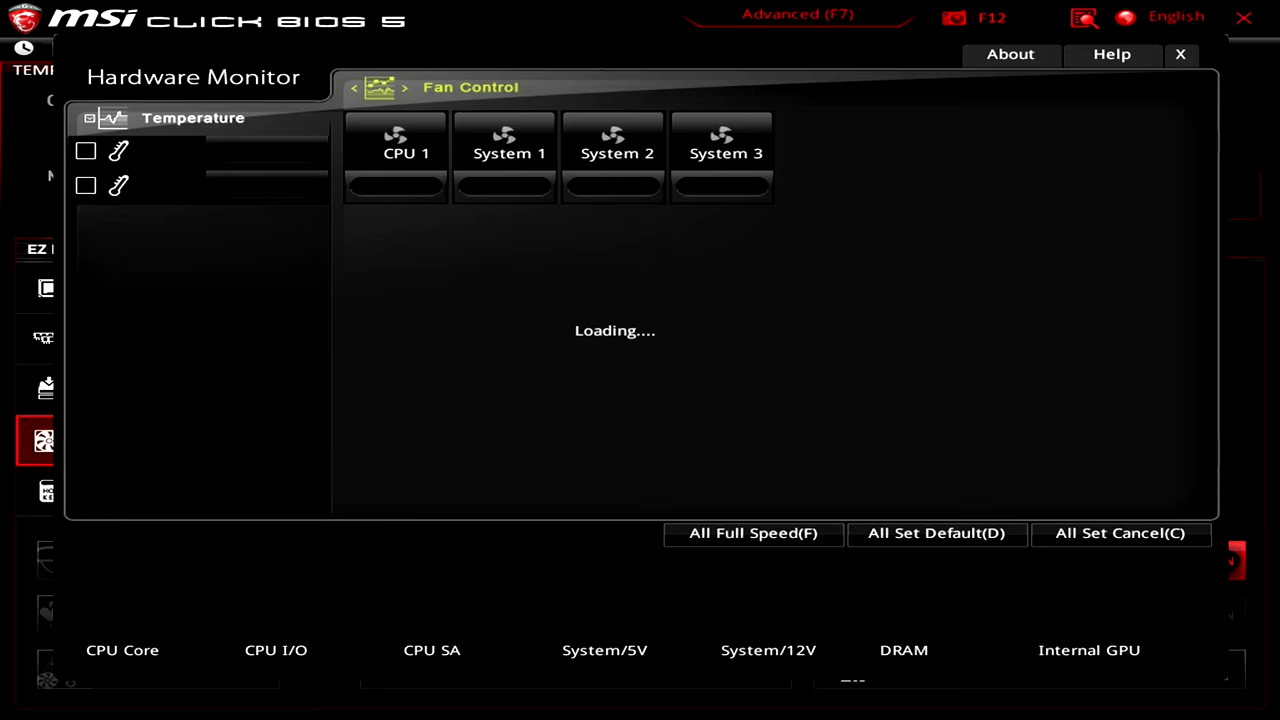 msi CLICK BIOS 5
Advanced (F7)
F12
English
X
About
Help
X
Hardware Monitor
< > Fan Control
Temperature
CPU 1
System 1
System 2
System 3
Loading....
EZ
All Full Speed(F)
All Set Default(D)
All Set Cancel(C)
CPU Core
CPU I/O
CPU SA
System/5V
System/12V
DRAM
Internal GPU